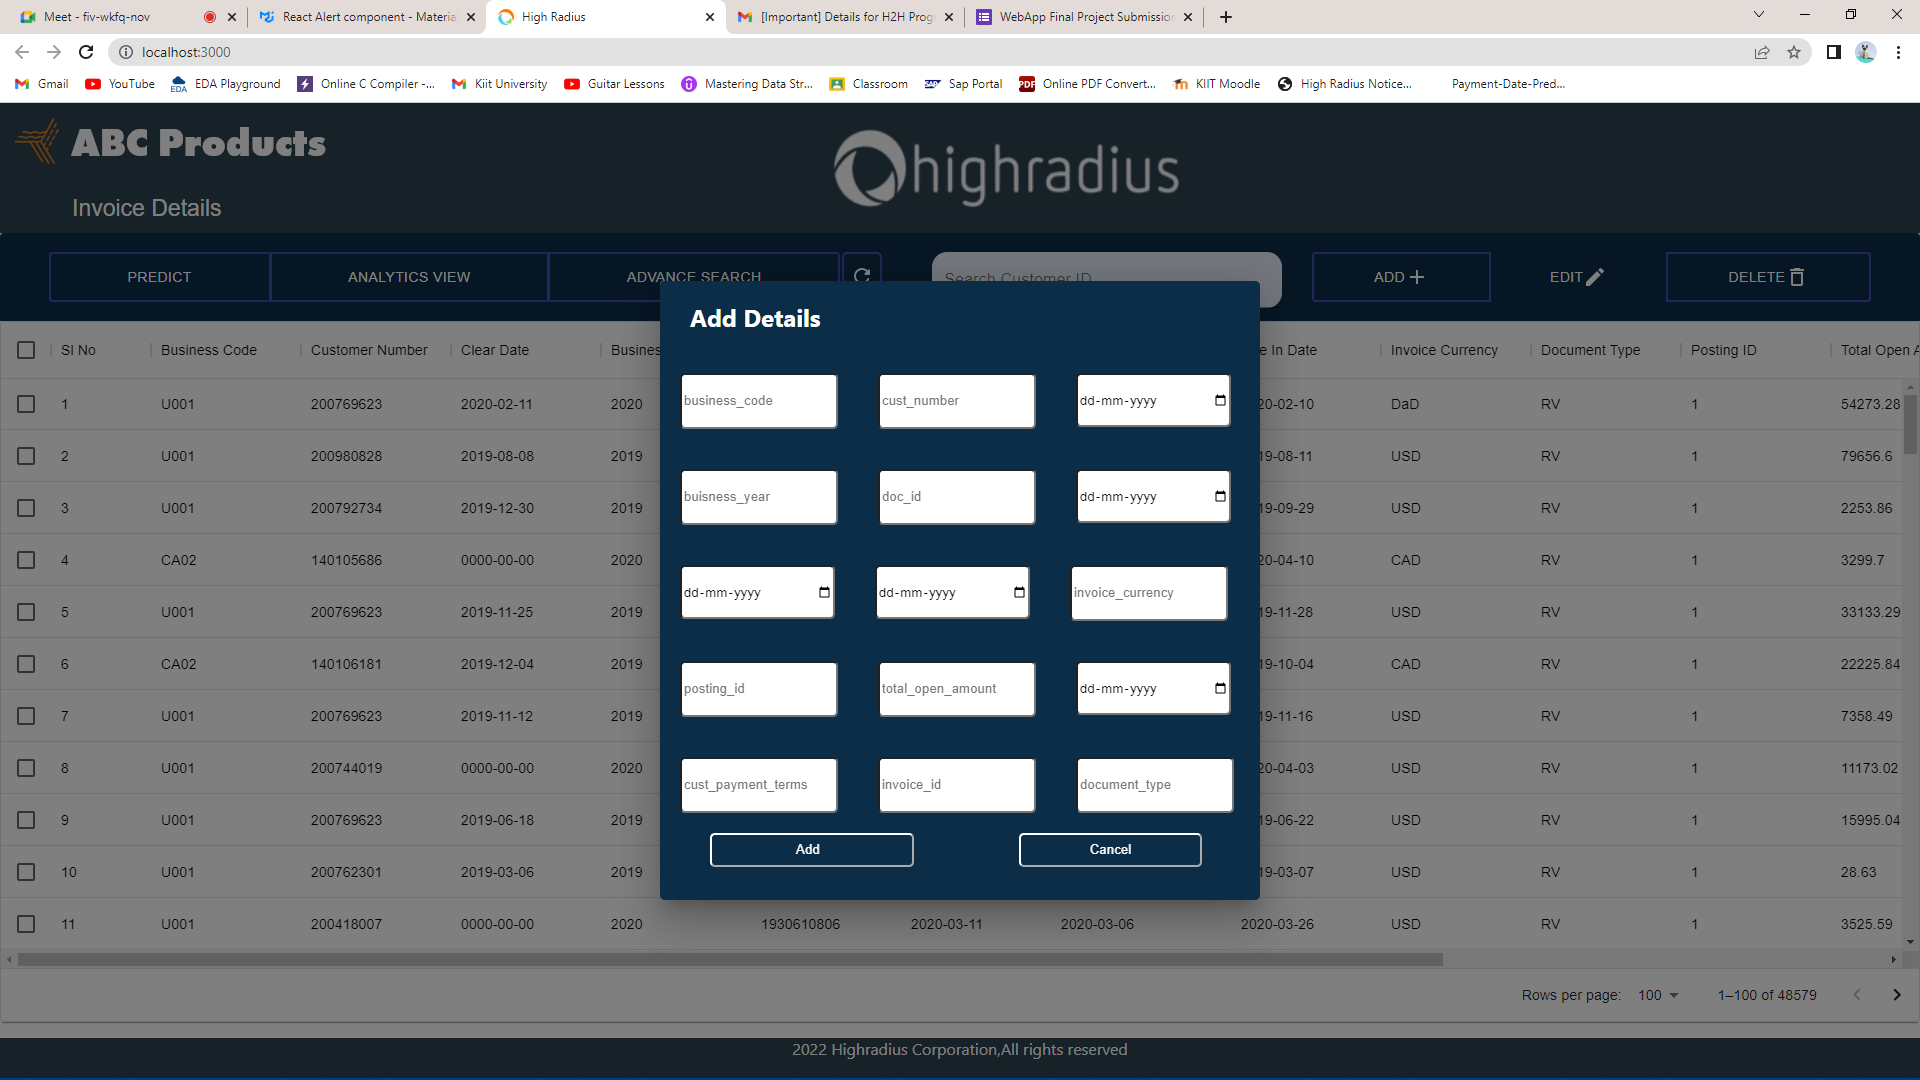 Meet - fiv-wkfq-nov
React Alert component - Materia
High Radius
[Important] Details for H2H Prog
WebApp Final Project Submission
localhost:3000
Gmail
YouTube
EDA
EDA Playground
Online C Compiler -...
Kiit University
Guitar Lessons
Mastering Data Str...
Classroom
SAP
Sap Portal
PDF
Online PDF Convert...
KIIT Moodle
High Radius Notice...
Payment-Date-Pred...
ABC Products
highradius
Invoice Details
PREDICT
ANALYTICS VIEW
ADVANCE SEARCH
Search Customer ID
ADD
EDIT
DELETE
Add Details
business_code cust_number dd-mm-yyyy
buisness_year doc_id dd-mm-yyyy
dd-mm-yyyy dd-mm-yyyy invoice_currency
posting_id total_open_amount dd-mm-yyyy
cust_payment_terms invoice_id document_type
Add Cancel
Sl No Business Code Customer Number Clear Date Busines e In Date Invoice Currency Document Type Posting ID Total Open A
1 U001 200769623 2020-02-11 2020 20-02-10 DaD RV 1 54273.28
2 U001 200980828 2019-08-08 2019 19-08-11 USD RV 1 79656.6
3 U001 200792734 2019-12-30 2019 19-09-29 USD RV 1 2253.86
4 CA02 140105686 0000-00-00 2020 20-04-10 CAD RV 1 3299.7
5 U001 200769623 2019-11-25 2019 19-11-28 USD RV 1 33133.29
6 CA02 140106181 2019-12-04 2019 19-10-04 CAD RV 1 22225.84
7 U001 200769623 2019-11-12 2019 19-11-16 USD RV 1 7358.49
8 U001 200744019 0000-00-00 2020 20-04-03 USD RV 1 11173.02
9 U001 200769623 2019-06-18 2019 19-06-22 USD RV 1 15995.04
10 U001 200762301 2019-03-06 2019 19-03-07 USD RV 1 28.63
11 U001 200418007 0000-00-00 2020 1930610806 2020-03-11 2020-03-06 2020-03-26 USD RV 1 3525.59
Rows per page: 100 1–100 of 48579
2022 Highradius Corporation,All rights reserved